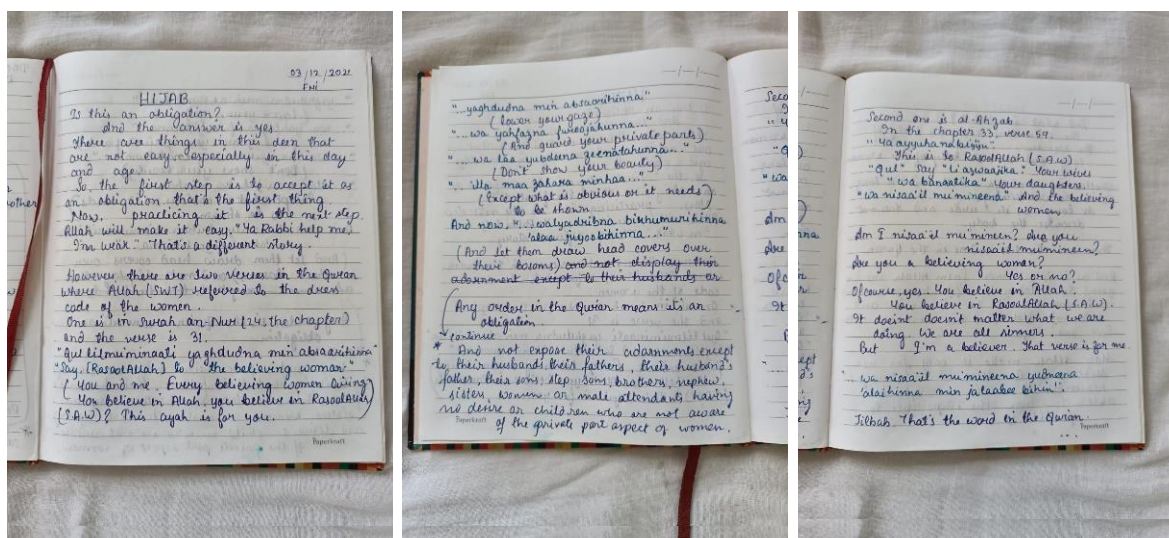 03/12/2021
Fri
HIJAB
Is this an obligation?
And the answer is yes.
There are things in this deen that
are not easy especially in this day
and age.
So, the first step is to accept it as
an obligation that's the first thing
Now, practicing it is the next step.
Allah will make it easy. "Ya Rabbi help me,
I'm weak." That's a different story.
However there are two verses in the Quran
where Allah (SWT) referred to the dress
code of the women.
One is in surah an-Nur (24, the chapter)
and the verse is 31.
"Qul lilmuminaati yaghdudna min absaarihinna"
"Say, [RasoolAllah] to the believing woman"
(You and me. Every believing women living
You believe in Allah, you believe in RasoolAllah
(S.A.W)? This ayah is for you.
Paperkraft
other
"...yaghdudna min absaarihinna"
(lower your gaze)
"...wa yahfazna furoojahunna..."
(And guard your private parts)
"...wa laa yubdeena zeenatahunna..."
(Don't show your beauty)
"...illa maa zahara minhaa..."
(Except what is obvious or it needs)
to be shown
And now, "...walyadribna bikhumurihinna
'alaa juyoobihinna..."
(And let them draw head covers over
their bosoms) and not display their
adornment except to their husbands or
Any order in the Quran means its an
obligation
continue
* And not expose their adornments except
to, their husbands, their fathers, their husband's
father, their sons, step sons, brothers, nephew,
sisters, women or male attendants having
no desire or children who are not aware
of the private part aspect of women.
Paperkraft
Second one is al-Ahzab.
In the chapter 33, verse 59.
"Ya ayyuhannabiyyu"
This is to RasoolAllah (S.A.W)
"Qul" Say "li azwaajika." Your wives
"wa banaatika" Your daughters.
"wa nisaa'il mu'mineena" And the believing
women.
Am I nisaa'il mu'mineen? Are you
nisaa'il mumineen?
Are you a believing woman?
Yes or no?
Ofcourse, yes. You believe in Allah.
You believe in RasoolAllah (S.A.W).
It doesnt doesn't matter what we are
doing. We are all sinners.
But I'm a believer. That verse is for me.
"wa nisaa'il mu'mineena yudneena
'alaihinna min jalaabee bihin".
Jilbab. That's the word in the Quran.
...
Paperkraft